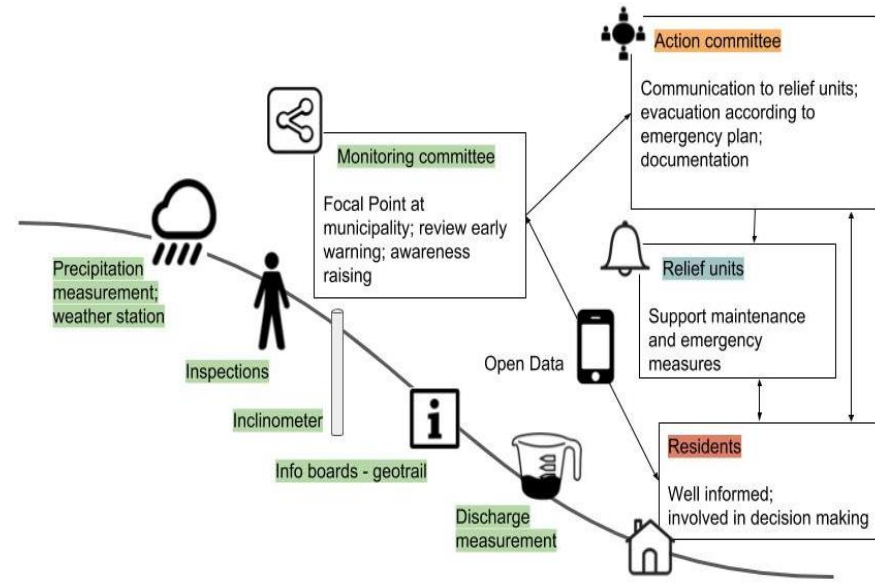 Action committee
Communication to relief units;
evacuation according to
emergency plan;
documentation
Monitoring committee
Focal Point at
municipality; review early
warning; awareness
raising
Precipitation
measurement;
weather station
Relief units
Support maintenance
and emergency
measures
Inspections
Open Data
Inclinometer
i
Info boards - geotrail
Residents
Well informed;
involved in decision making
Discharge
measurement